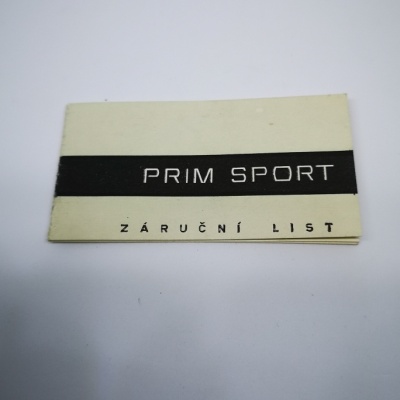 PRIM SPORT
ZÁRUČNÍ LIST